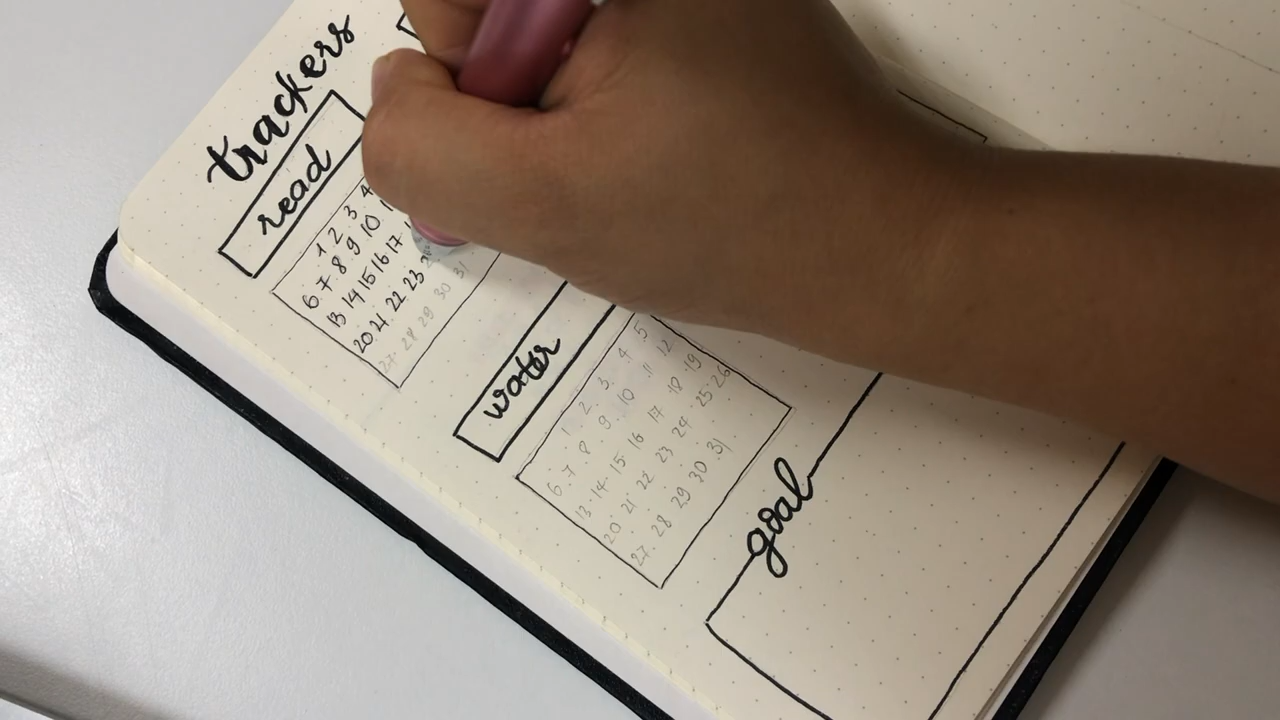 trackers
read
1 2 3 4
6 7 8 9 10
13 14 15 16 17
20 21 22 23
27 28 29 30 31
water
1 2 3 4 5
6 7 8 9 10 11 12
13 14 15 16 17 18 19
20 21 22 23 24 25 26
27 28 29 30 31
goal